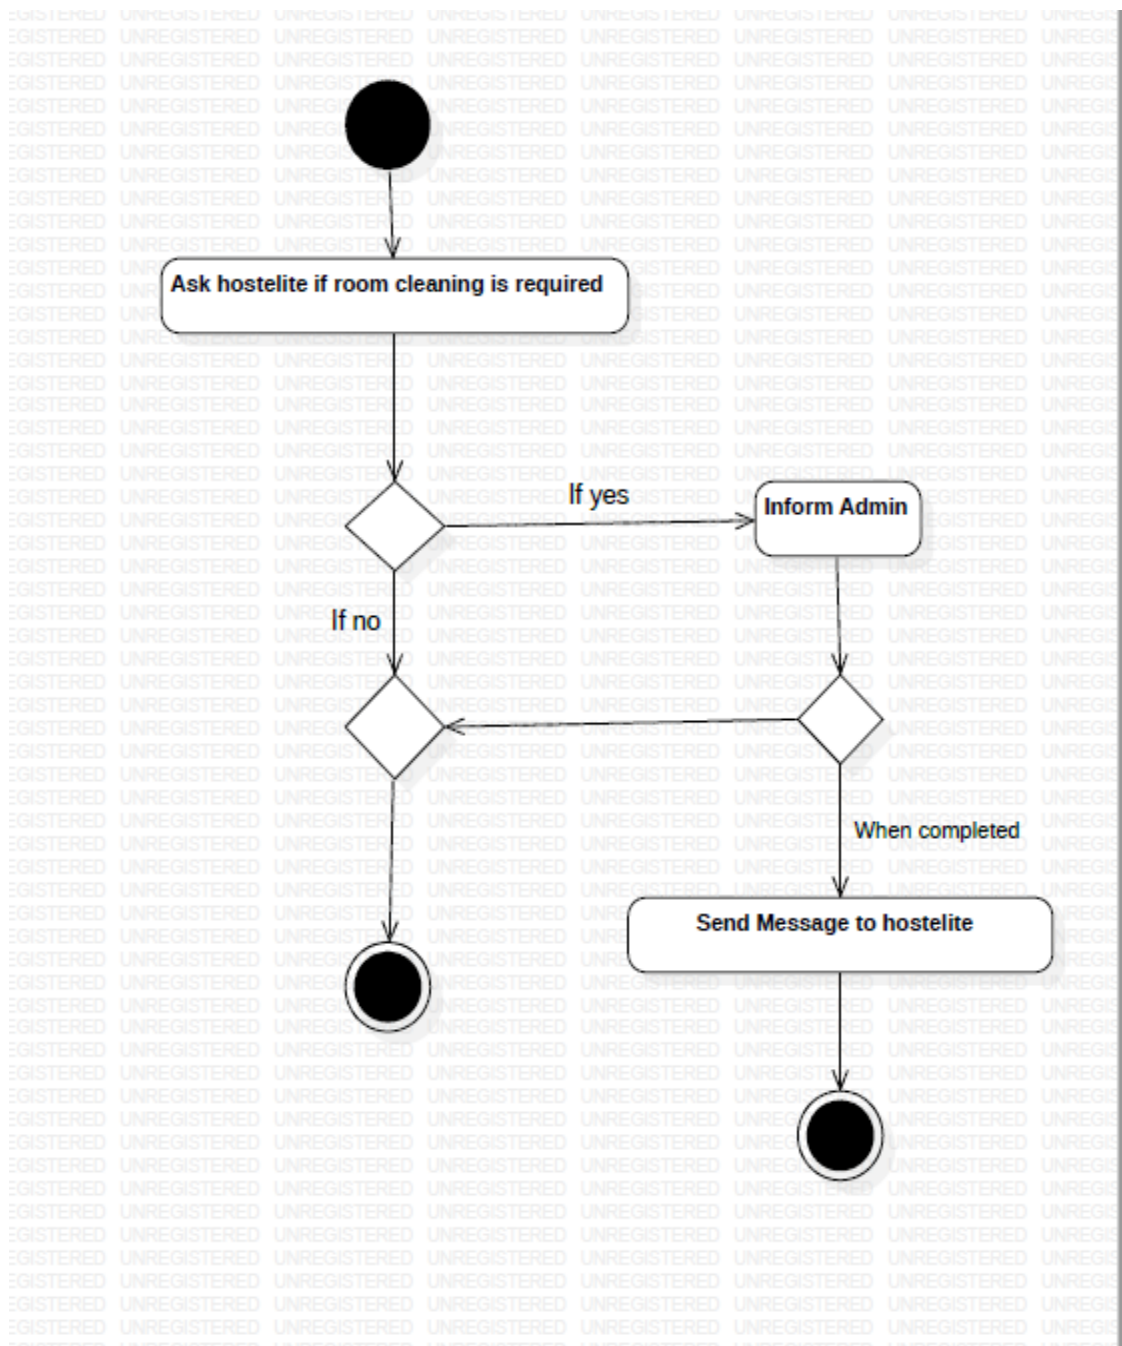 Ask hostelite if room cleaning is required
If yes
Inform Admin
If no
When completed
Send Message to hostelite
UNREGISTERED